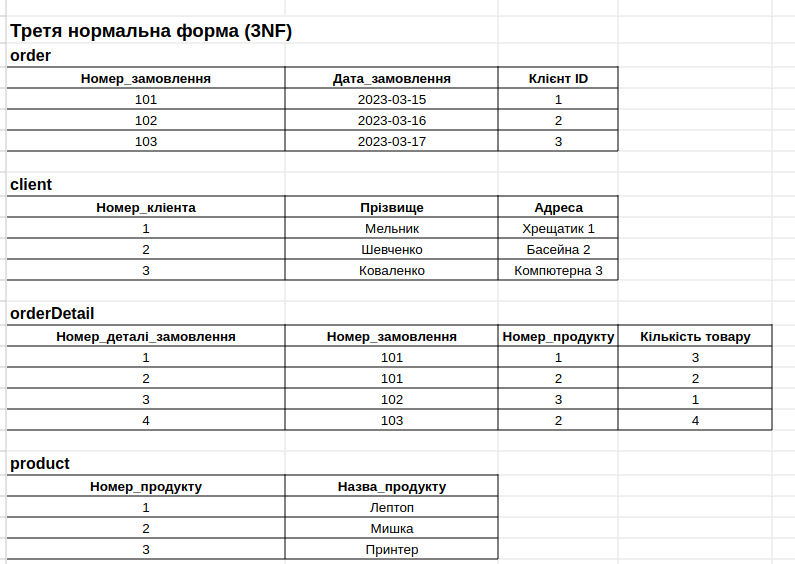 Третя нормальна форма (3NF)
order
Номер_замовлення Дата_замовлення Клієнт ID
101 2023-03-15 1
102 2023-03-16 2
103 2023-03-17 3
client
Номер_кліента Прізвище Адреса
1 Мельник Хрещатик 1
2 Шевченко Басейна 2
3 Коваленко Компютерна 3
orderDetail
Номер_деталі_замовлення Номер_замовлення Номер_продукту Кількість товару
1 101 1 3
2 101 2 2
3 102 3 1
4 103 2 4
product
Номер_продукту Назва_продукту
1 Лептоп
2 Мишка
3 Принтер